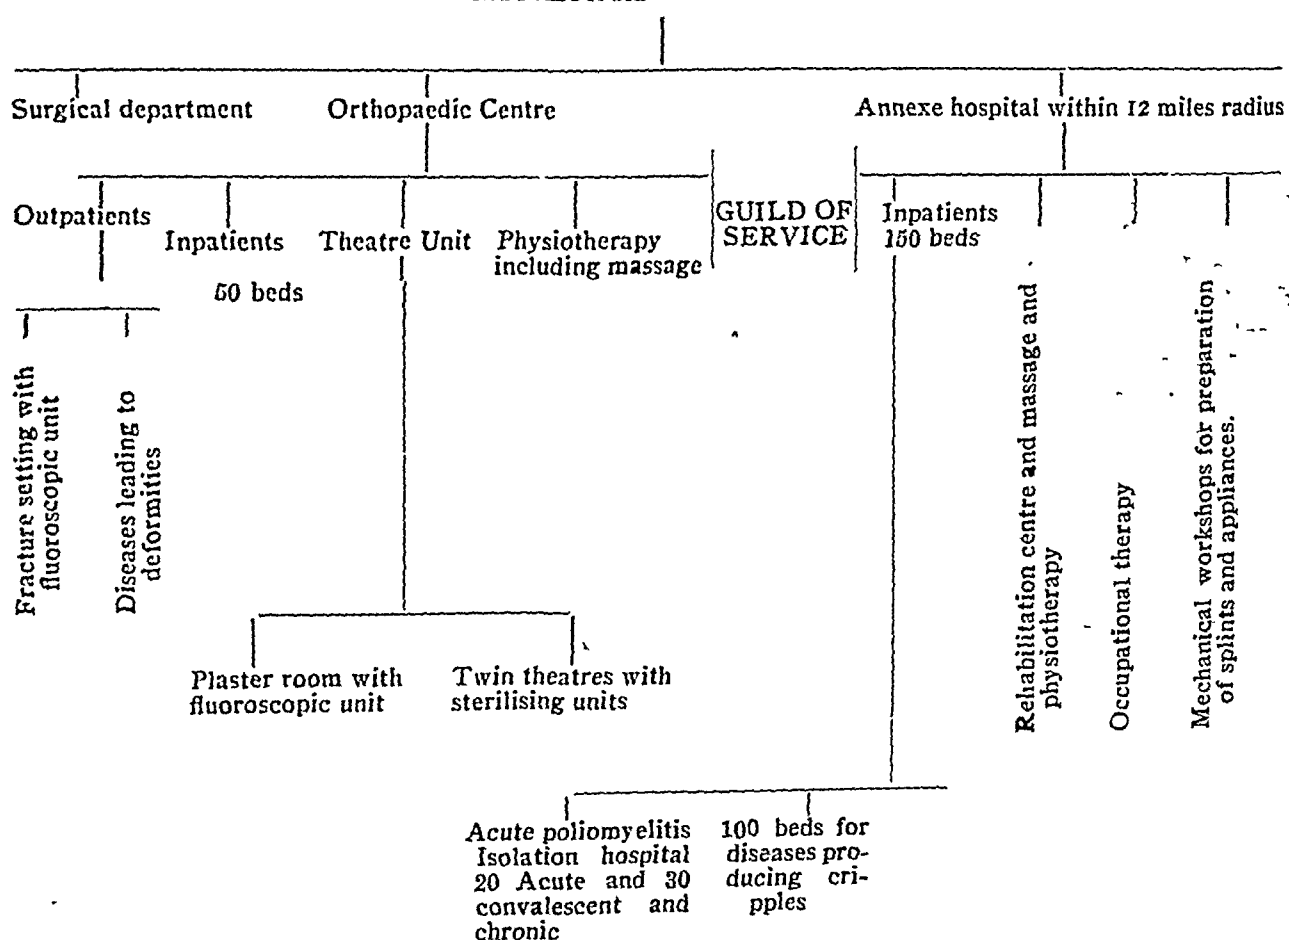 Surgical department
Orthopaedic Centre
Annexe hospital within 12 miles radius
Outpatients
Inpatients
50 beds
Theatre Unit
Physiotherapy
including massage
GUILD OF
SERVICE
Inpatients
150 beds
Fracture setting with
fluoroscopic unit
Diseases leading to
deformities
Rehabilitation centre and massage and
physiotherapy
Occupational therapy
Mechanical workshops for preparation
of splints and appliances.
Plaster room with
fluoroscopic unit
Twin theatres with
sterilising units
Acute poliomyelitis
Isolation hospital
20 Acute and 30
convalescent and
chronic
100 beds for
diseases pro-
ducing cri-
pples